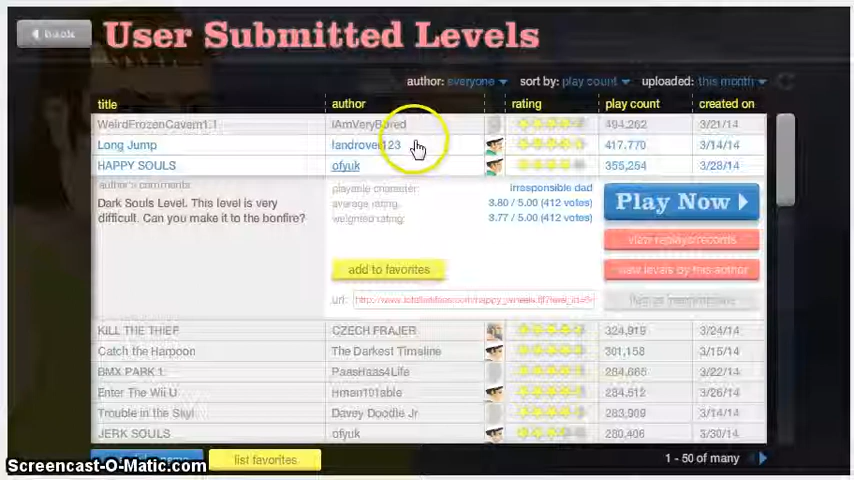 back
User Submitted Levels
author: everyone sort by: play count uploaded: this month
title author rating play count created on
WeirdFrozenCavern1.1 IAmVeryBored 494,262 3/21/14
Long Jump landrover123 417,770 3/14/14
HAPPY SOULS ofyuk 355,254 3/28/14
author's comments
Dark Souls Level. This level is very
difficult. Can you make it to the bonfire?
playable character: irresponsible dad
average rating: 3.80 / 5.00 (412 votes)
weighted rating: 3.77 / 5.00 (412 votes)
Play Now
view replays/records
add to favorites
view levels by this author
url:
flag as inappropriate
KILL THE THIEF CZECH FRAJER 324,919 3/24/14
Catch the Harpoon The Darkest Timeline 301,158 3/15/14
BMX PARK 1 PaasHaas4Life 284,665 3/22/14
Enter The Wii U Hman101able 284,512 3/26/14
Trouble in the Sky! Davey Doodle Jr 283,909 3/14/14
JERK SOULS ofyuk 280,406 3/30/14
list favorites
1 - 50 of many
Screencast-O-Matic.com